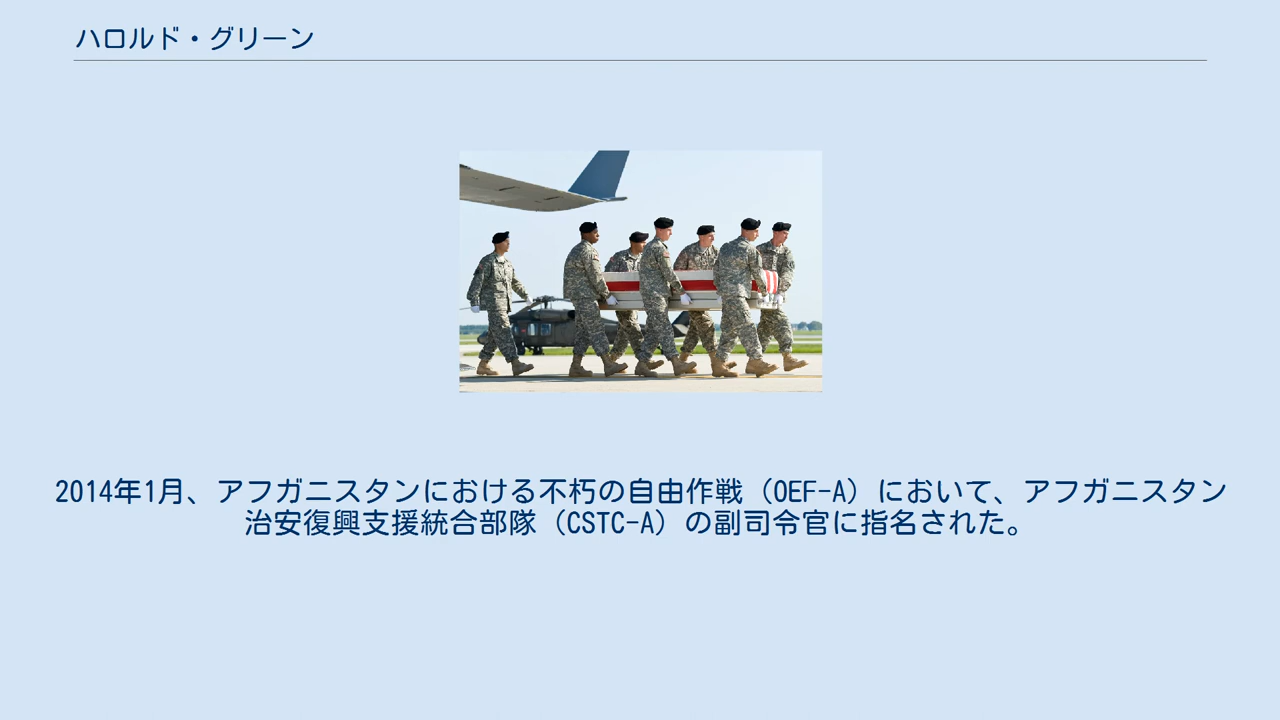 ハロルド・グリーン
2014年1月、アフガニスタンにおける不朽の自由作戦（OEF-A）において、アフガニスタン
治安復興支援統合部隊（CSTC-A）の副司令官に指名された。